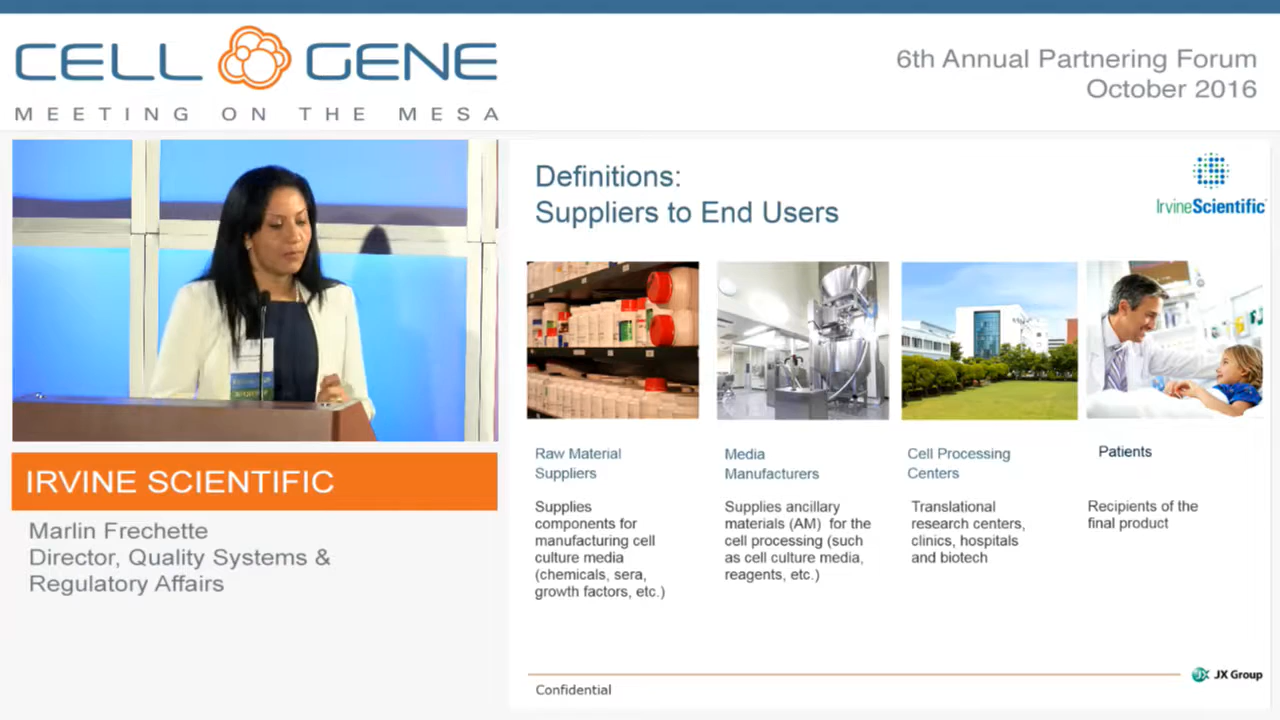 CELL GENE
MEETING ON THE MESA
6th Annual Partnering Forum
October 2016
IRVINE SCIENTIFIC
Marlin Frechette
Director, Quality Systems &
Regulatory Affairs
Definitions:
Suppliers to End Users
IrvineScientific
Raw Material
Suppliers
Supplies
components for
manufacturing cell
culture media
(chemicals, sera,
growth factors, etc.)
Media
Manufacturers
Supplies ancillary
materials (AM) for the
cell processing (such
as cell culture media,
reagents, etc.)
Cell Processing
Centers
Translational
research centers,
clinics, hospitals
and biotech
Patients
Recipients of the
final product
Confidential
JX JX Group